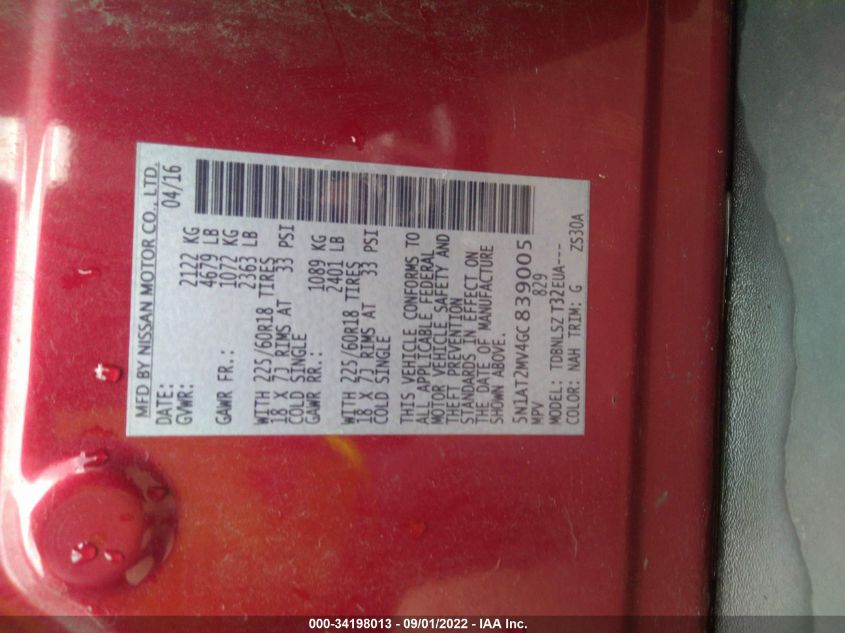 MFD BY NISSAN MOTOR CO., LTD.
DATE: 04/16
GVWR: 2122 KG
4679 LB
GAWR FR.: 1072 KG
2363 LB
WITH 225/60R18 TIRES
18 X 7J RIMS AT 33 PSI
COLD SINGLE
GAWR RR.: 1089 KG
2401 LB
WITH 225/60R18 TIRES
18 X 7J RIMS AT 33 PSI
COLD SINGLE
THIS VEHICLE CONFORMS TO
ALL APPLICABLE FEDERAL
MOTOR VEHICLE SAFETY AND
THEFT PREVENTION
STANDARDS IN EFFECT ON
THE DATE OF MANUFACTURE
SHOWN ABOVE.
5N1AT2MV4GC839005
MPV 829
MODEL: TDBNLSZ T32EUA---
COLOR: NAH TRIM: G ZS30A
000-34198013 - 09/01/2022 - IAA Inc.